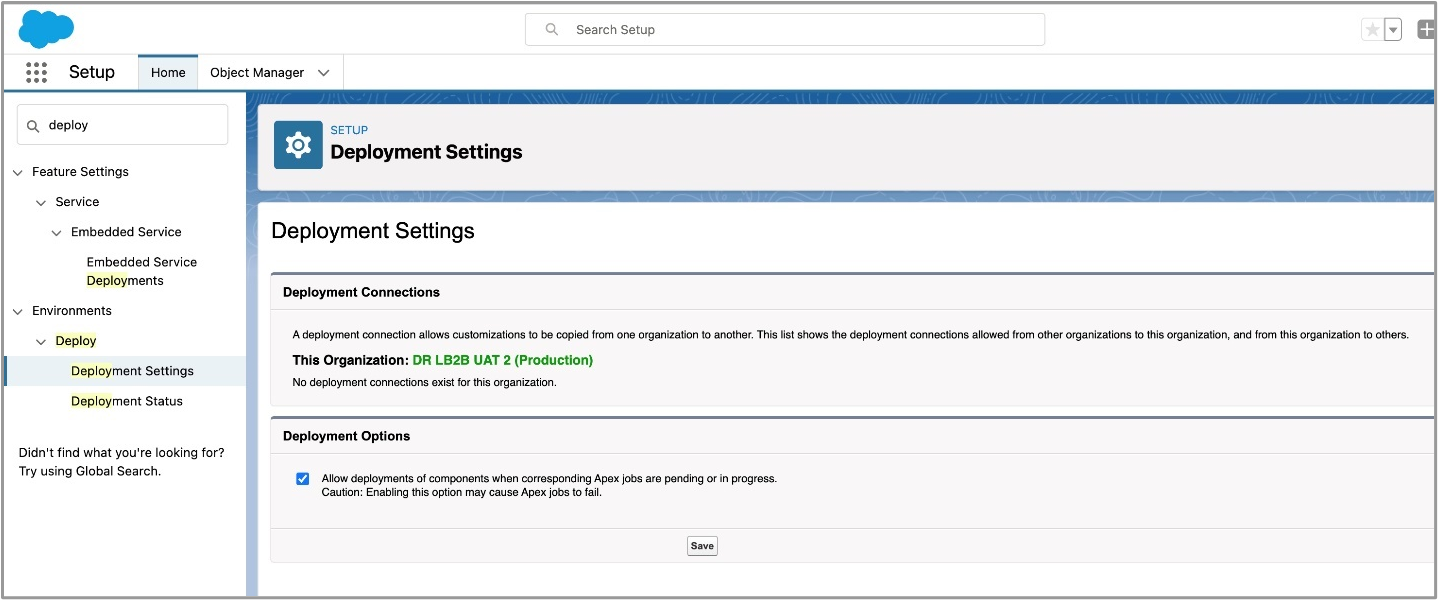 Search Setup
Setup
Home
Object Manager
deploy
Feature Settings
Service
Embedded Service
Embedded Service
Deployments
Environments
Deploy
Deployment Settings
Deployment Status
Didn't find what you're looking for?
Try using Global Search.
SETUP
Deployment Settings
Deployment Settings
Deployment Connections
A deployment connection allows customizations to be copied from one organization to another. This list shows the deployment connections allowed from other organizations to this organization, and from this organization to others.
This Organization: DR LB2B UAT 2 (Production)
No deployment connections exist for this organization.
Deployment Options
Allow deployments of components when corresponding Apex jobs are pending or in progress.
Caution: Enabling this option may cause Apex jobs to fail.
Save